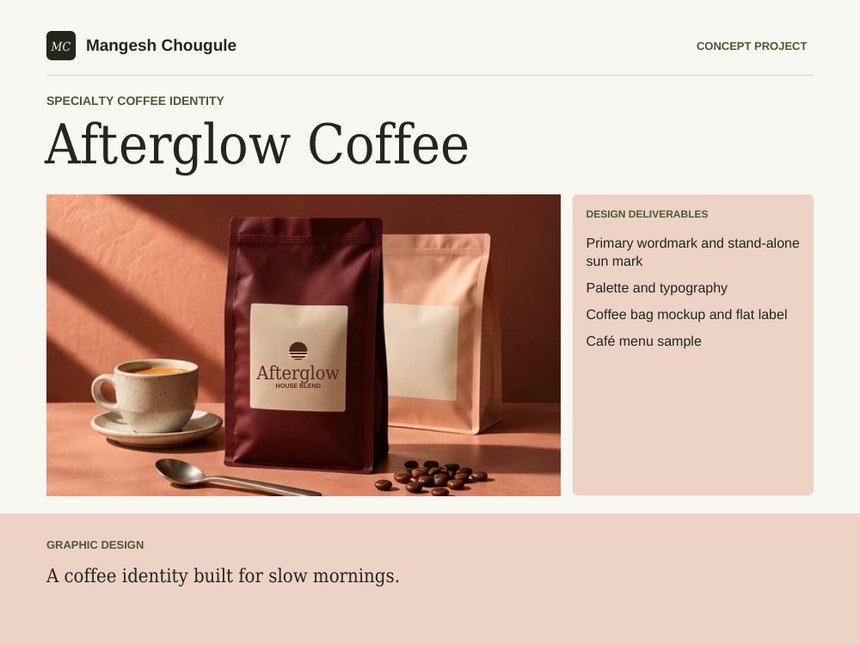 MC Mangesh Chougule
CONCEPT PROJECT
SPECIALTY COFFEE IDENTITY
Afterglow Coffee
Afterglow
HOUSE BLEND
DESIGN DELIVERABLES
Primary wordmark and stand-alone
sun mark
Palette and typography
Coffee bag mockup and flat label
Café menu sample
GRAPHIC DESIGN
A coffee identity built for slow mornings.